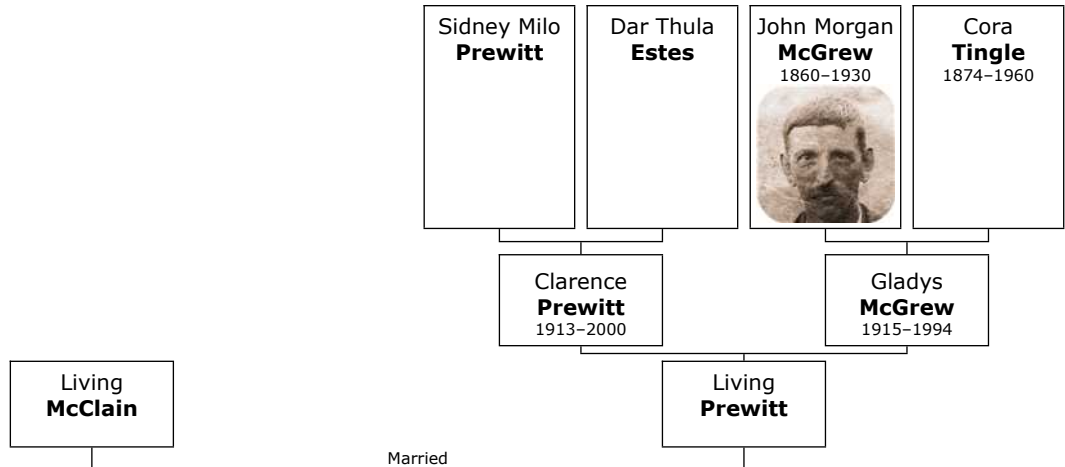 Sidney Milo
Prewitt
Dar Thula
Estes
John Morgan
McGrew
1860–1930
Cora
Tingle
1874–1960
Clarence
Prewitt
1913–2000
Gladys
McGrew
1915–1994
Living
McClain
Living
Prewitt
Married